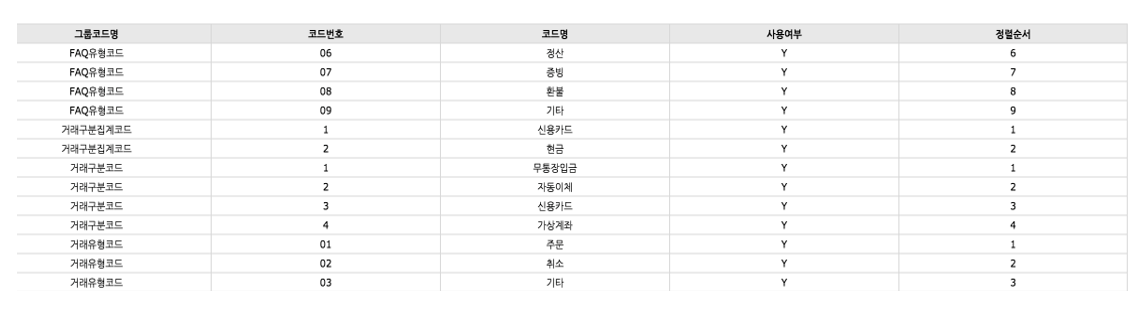 그룹코드명 코드번호 코드명 사용여부 정렬순서
FAQ유형코드 06 정산 Y 6
FAQ유형코드 07 증빙 Y 7
FAQ유형코드 08 환불 Y 8
FAQ유형코드 09 기타 Y 9
거래구분집계코드 1 신용카드 Y 1
거래구분집계코드 2 현금 Y 2
거래구분코드 1 무통장입금 Y 1
거래구분코드 2 자동이체 Y 2
거래구분코드 3 신용카드 Y 3
거래구분코드 4 가상계좌 Y 4
거래유형코드 01 주문 Y 1
거래유형코드 02 취소 Y 2
거래유형코드 03 기타 Y 3